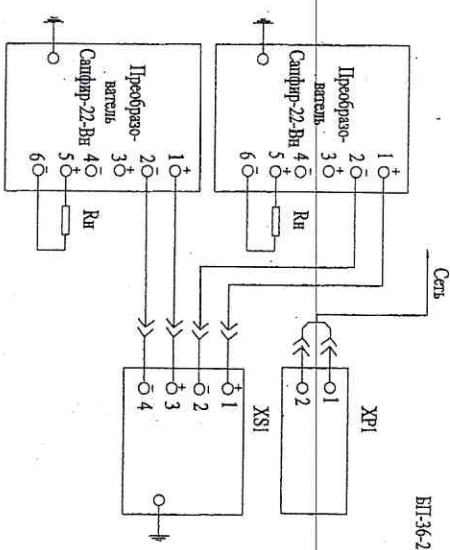 БП-36-2
Сеть
XP1
1
2
XS1
+
1
-
2
+
3
-
4
Преобразо-
ватель
Сапфир-22-Вн
+
1
-
2
+
3
-
4
+
5
-
6
Rн
Преобразо-
ватель
Сапфир-22-Вн
+
1
-
2
+
3
-
4
+
5
-
6
Rн